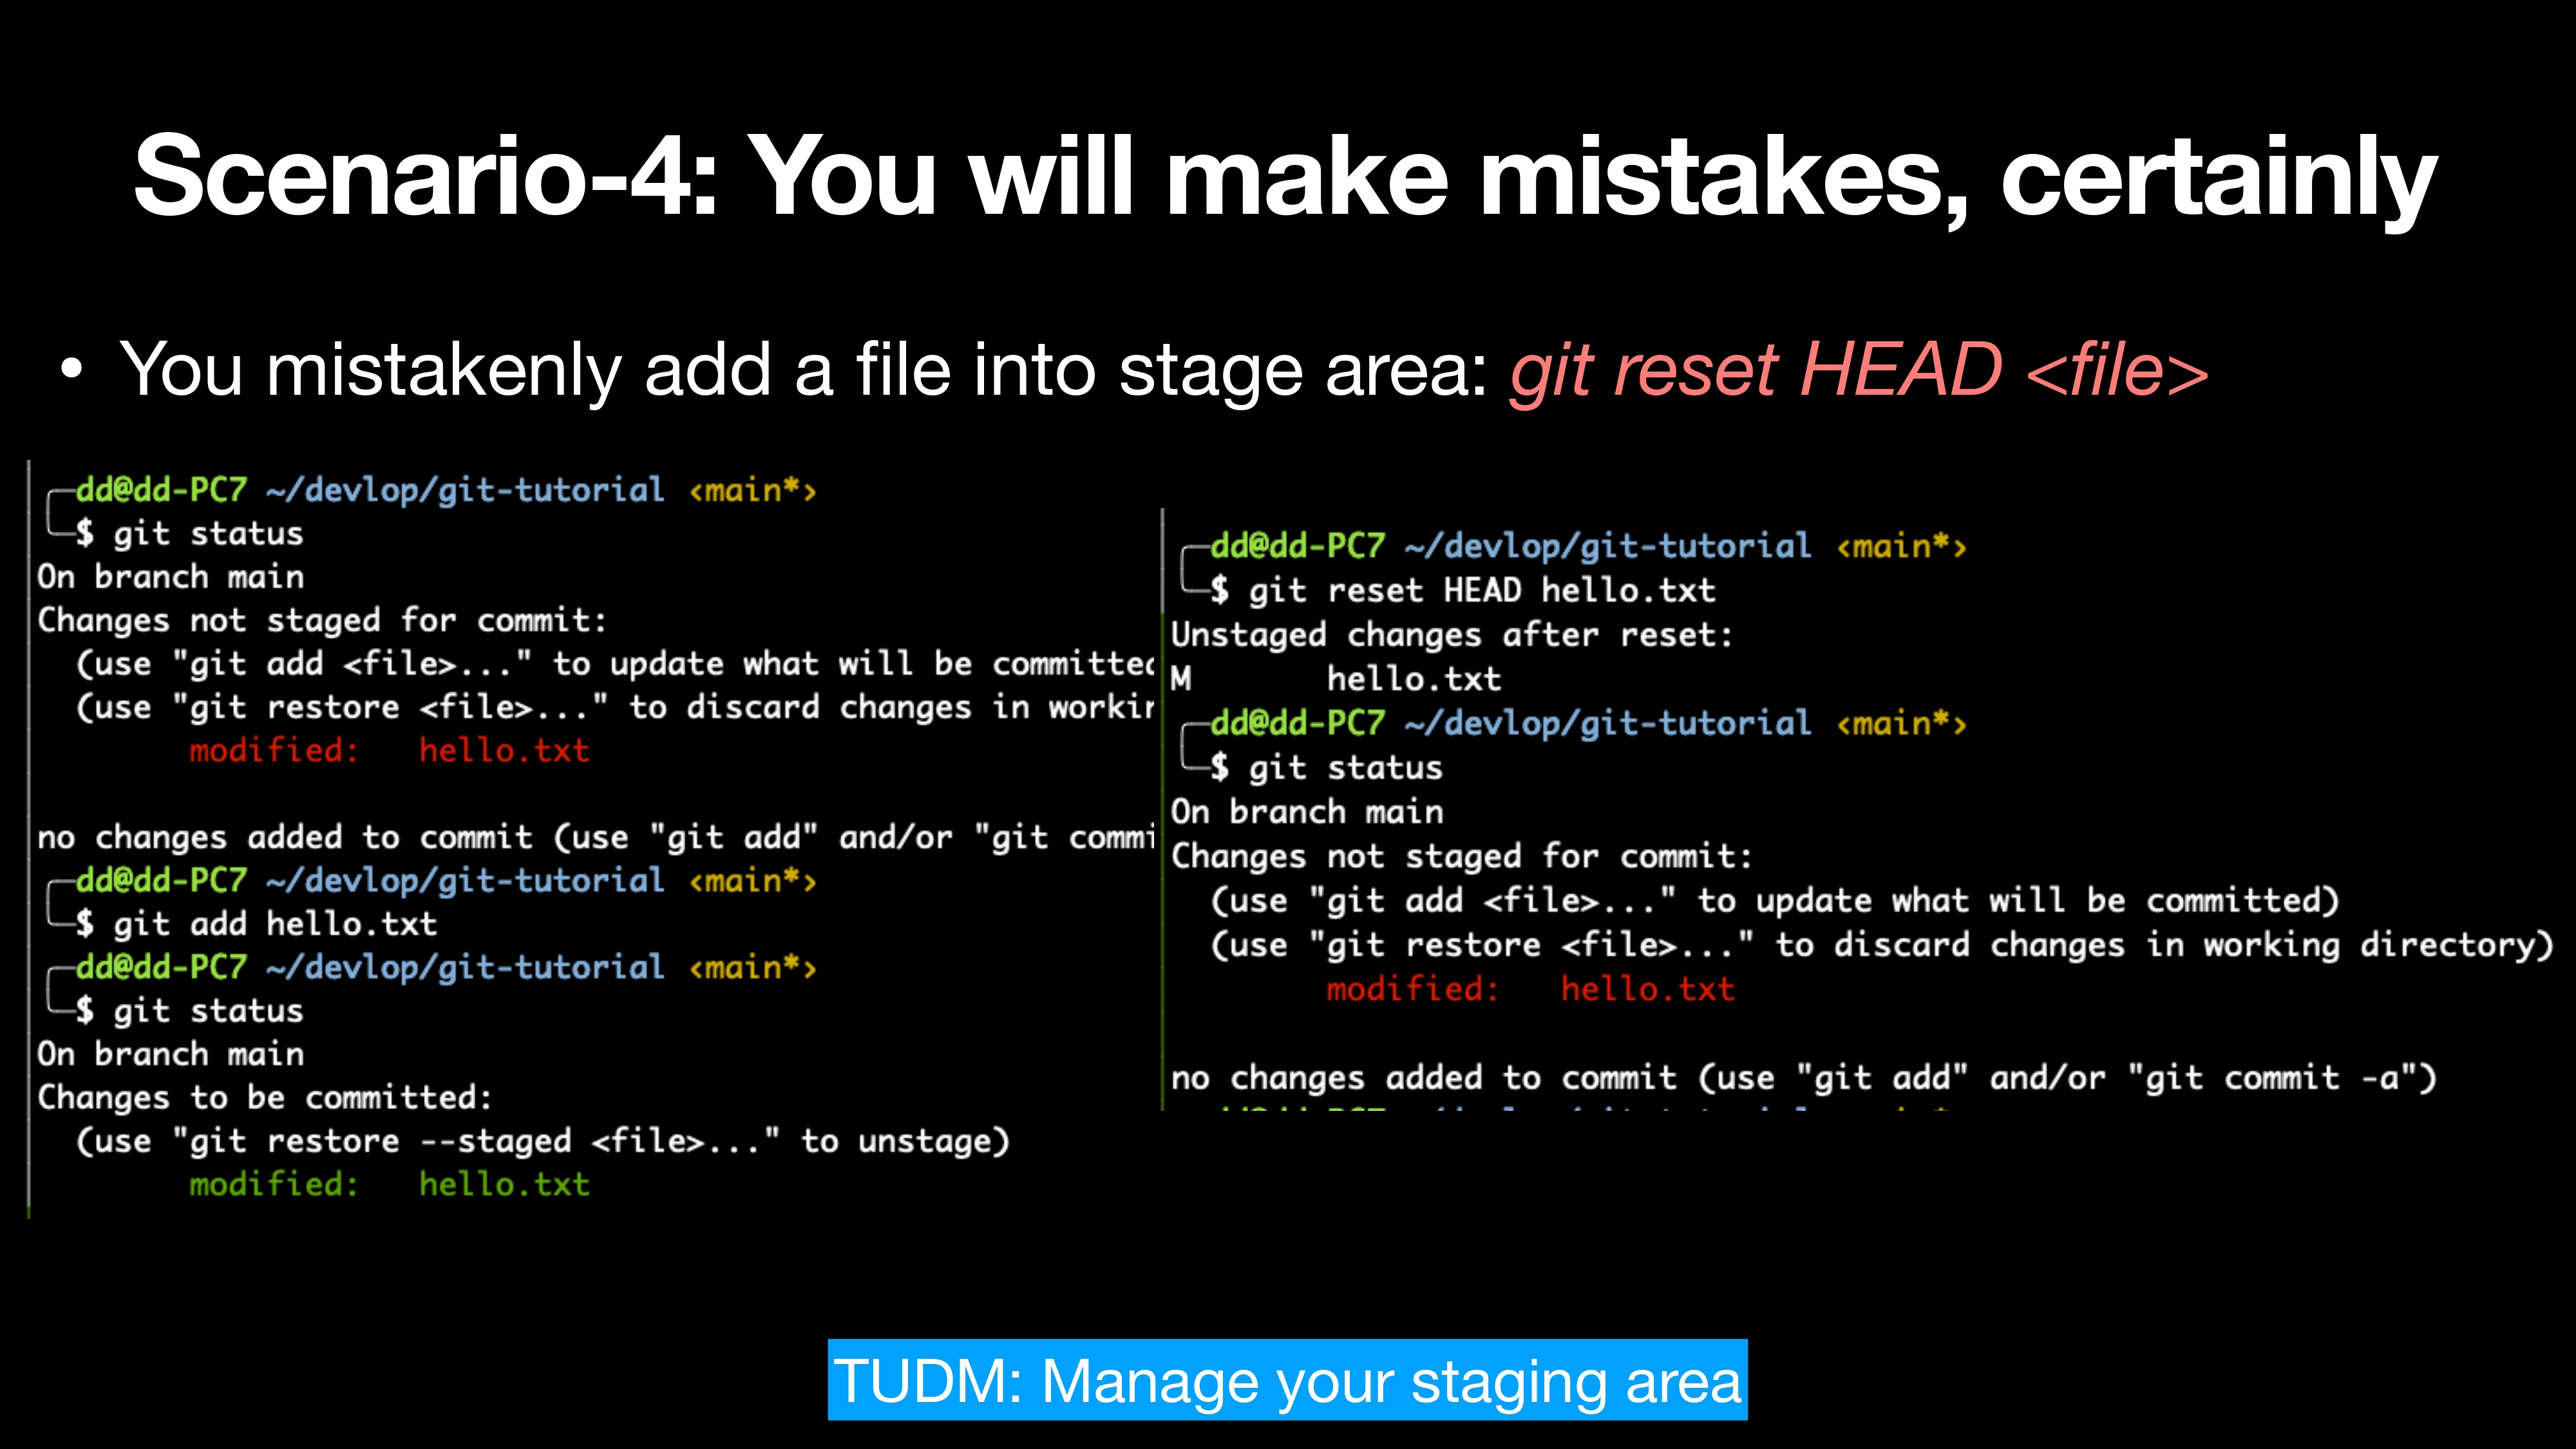 Scenario-4: You will make mistakes, certainly
• You mistakenly add a file into stage area: git reset HEAD <file>
dd@dd-PC7 ~/devlop/git-tutorial ‹main*›
$ git status
On branch main
Changes not staged for commit:
  (use "git add <file>..." to update what will be committed
  (use "git restore <file>..." to discard changes in workin
        modified:   hello.txt
no changes added to commit (use "git add" and/or "git commi
dd@dd-PC7 ~/devlop/git-tutorial ‹main*›
$ git add hello.txt
dd@dd-PC7 ~/devlop/git-tutorial ‹main*›
$ git status
On branch main
Changes to be committed:
  (use "git restore --staged <file>..." to unstage)
        modified:   hello.txt
dd@dd-PC7 ~/devlop/git-tutorial ‹main*›
$ git reset HEAD hello.txt
Unstaged changes after reset:
M       hello.txt
dd@dd-PC7 ~/devlop/git-tutorial ‹main*›
$ git status
On branch main
Changes not staged for commit:
  (use "git add <file>..." to update what will be committed)
  (use "git restore <file>..." to discard changes in working directory)
        modified:   hello.txt
no changes added to commit (use "git add" and/or "git commit -a")
TUDM: Manage your staging area